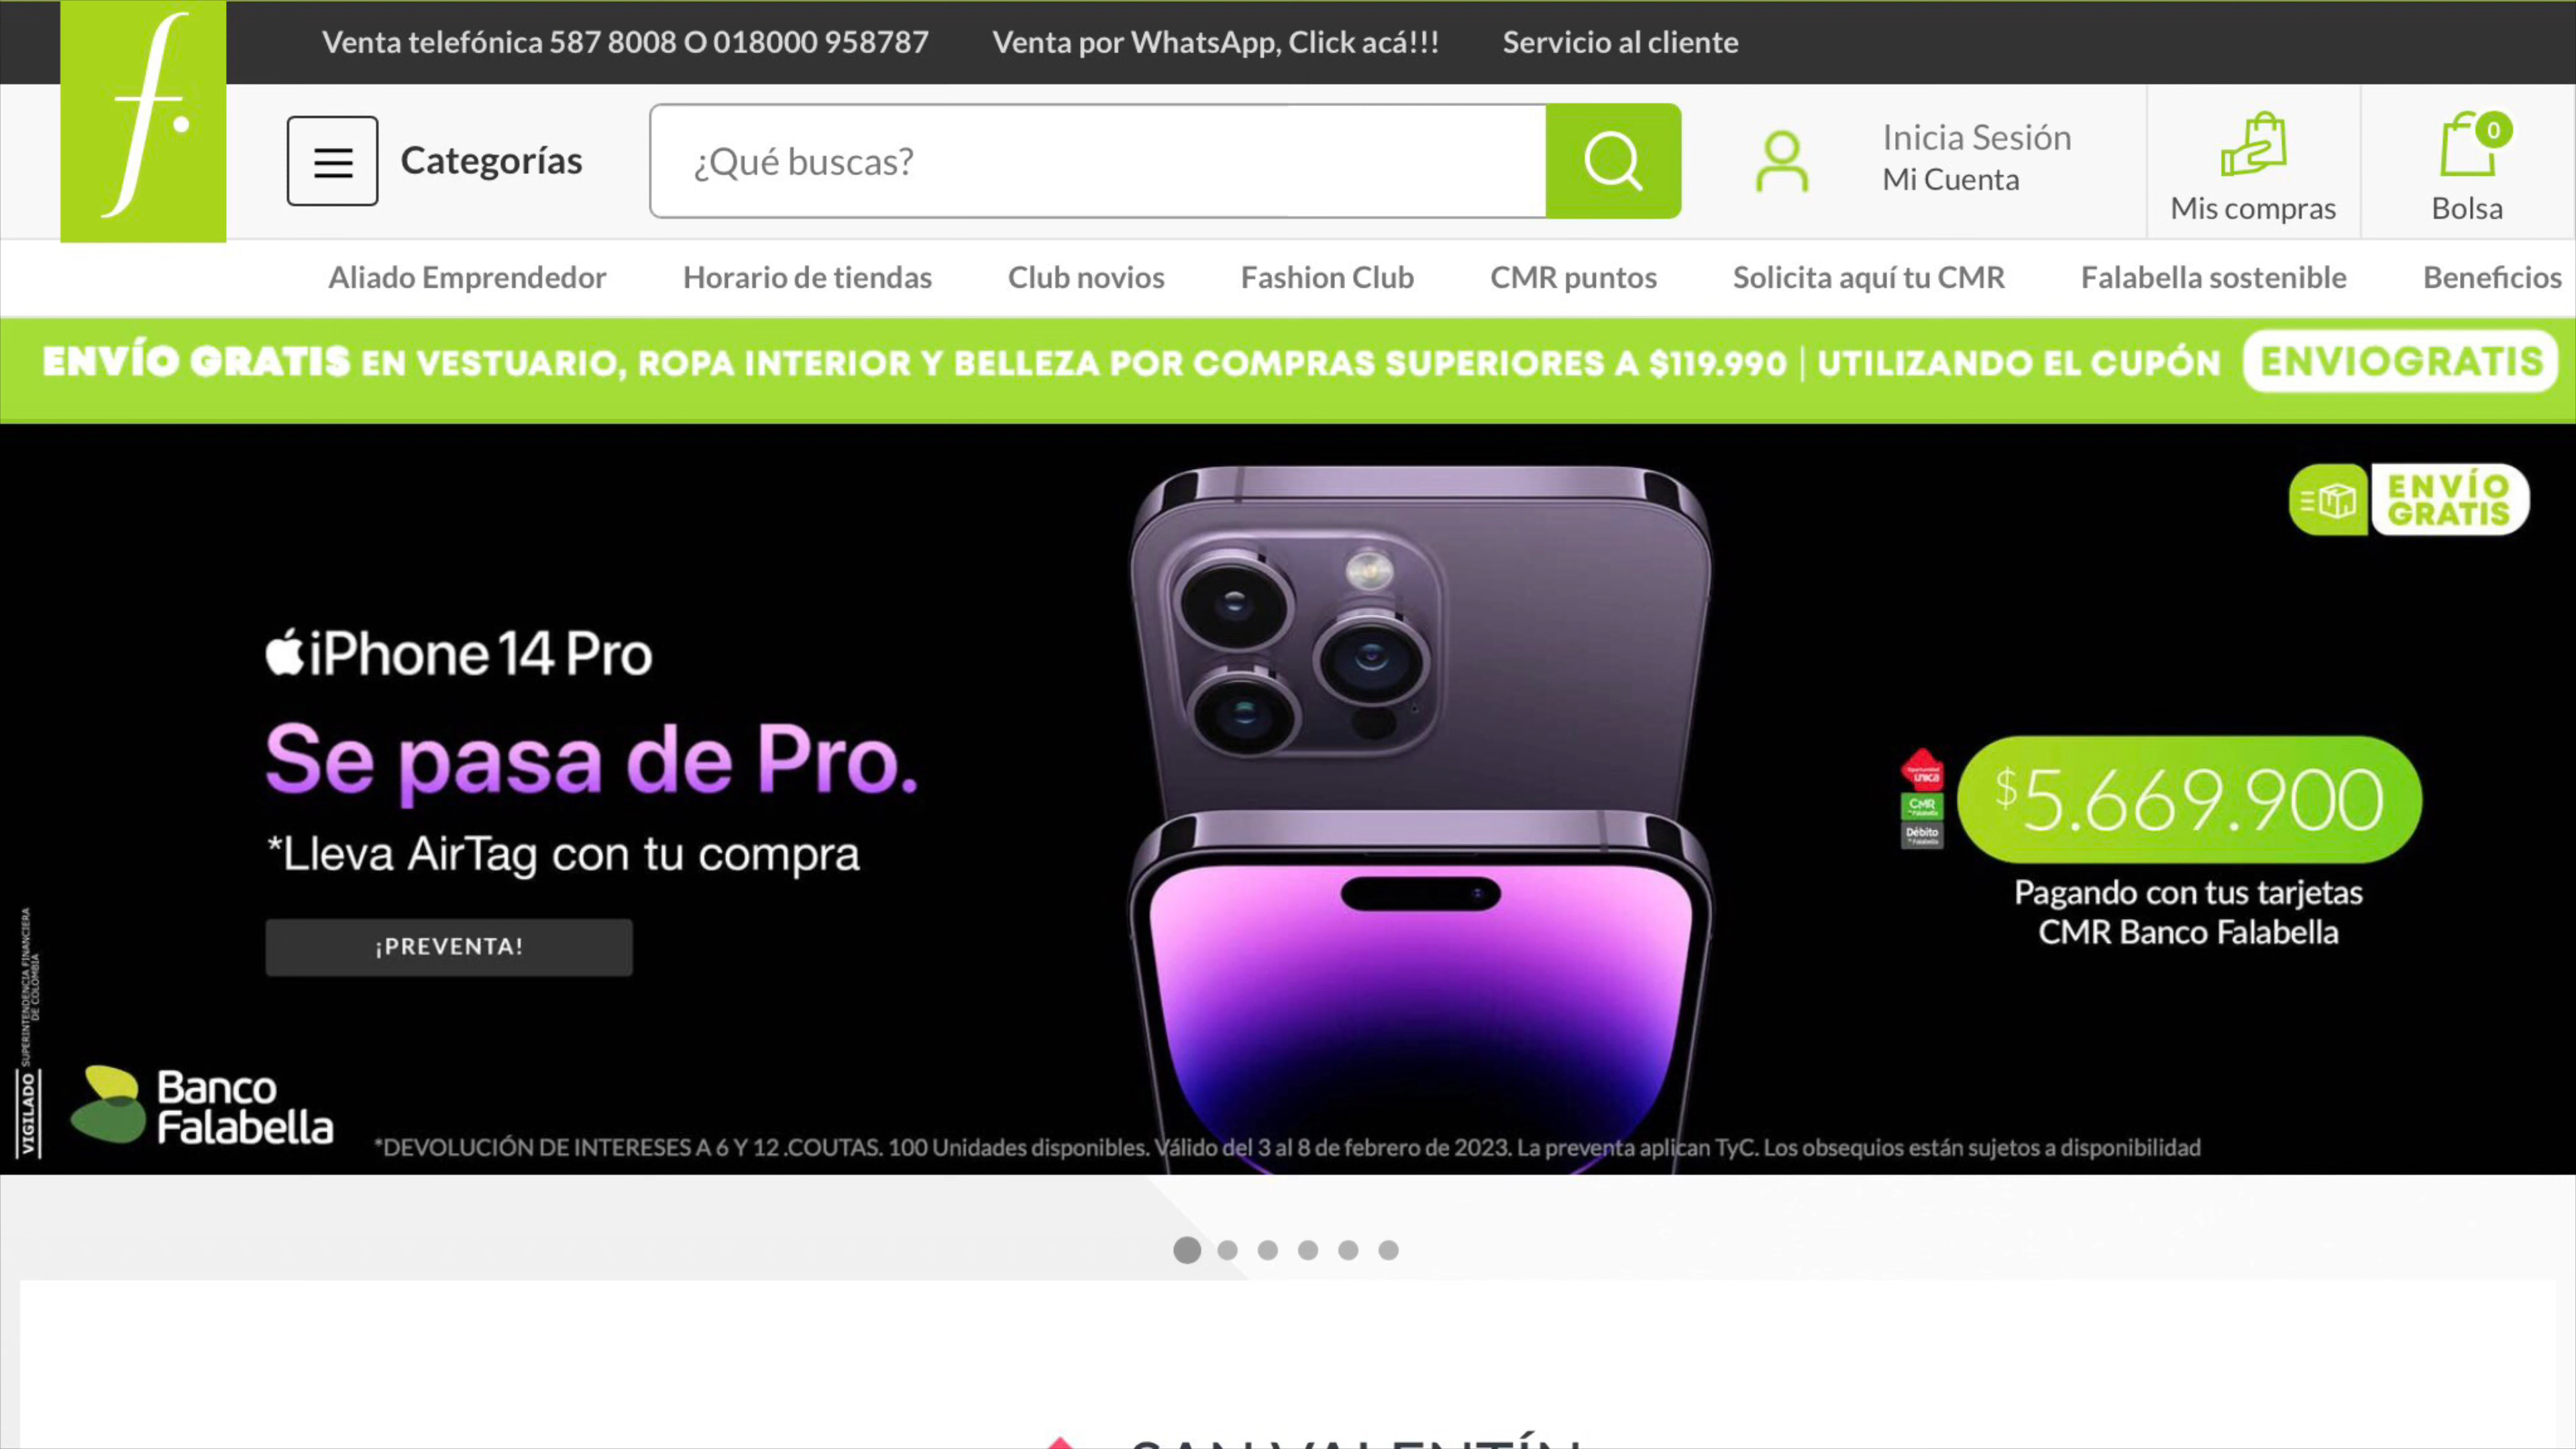 Venta telefónica 587 8008 O 018000 958787
Venta por WhatsApp, Click acá!!!
Servicio al cliente
f.
Categorías
¿Qué buscas?
Inicia Sesión
Mi Cuenta
Mis compras
0
Bolsa
Aliado Emprendedor
Horario de tiendas
Club novios
Fashion Club
CMR puntos
Solicita aquí tu CMR
Falabella sostenible
Beneficios
ENVÍO GRATIS EN VESTUARIO, ROPA INTERIOR Y BELLEZA POR COMPRAS SUPERIORES A $119.990 | UTILIZANDO EL CUPÓN ENVIOGRATIS
ENVÍO
GRATIS
iPhone 14 Pro
Se pasa de Pro.
*Lleva AirTag con tu compra
¡PREVENTA!
Oportunidad
única
CMR
Débito
$5.669.900
Pagando con tus tarjetas
CMR Banco Falabella
VIGILADO SUPERINTENDENCIA FINANCIERA
DE COLOMBIA
Banco
Falabella
*DEVOLUCIÓN DE INTERESES A 6 Y 12 .COUTAS. 100 Unidades disponibles. Válido del 3 al 8 de febrero de 2023. La preventa aplican TyC. Los obsequios están sujetos a disponibilidad
SAN VALENTÍN